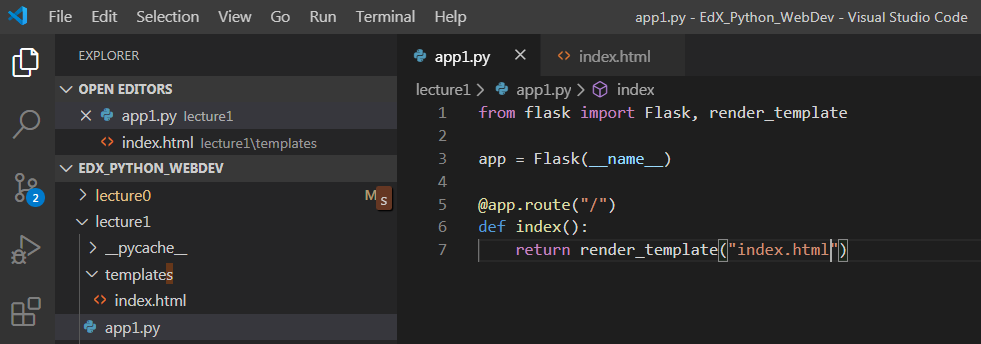 File Edit Selection View Go Run Terminal Help app1.py - EdX_Python_WebDev - Visual Studio Code
EXPLORER
OPEN EDITORS
app1.py lecture1
index.html lecture1\templates
EDX_PYTHON_WEBDEV
lecture0 M
s
lecture1
__pycache__
templates
index.html
app1.py
2
app1.py index.html
lecture1 > app1.py > index
1 from flask import Flask, render_template
2
3 app = Flask(__name__)
4
5 @app.route("/")
6 def index():
7 return render_template("index.html")